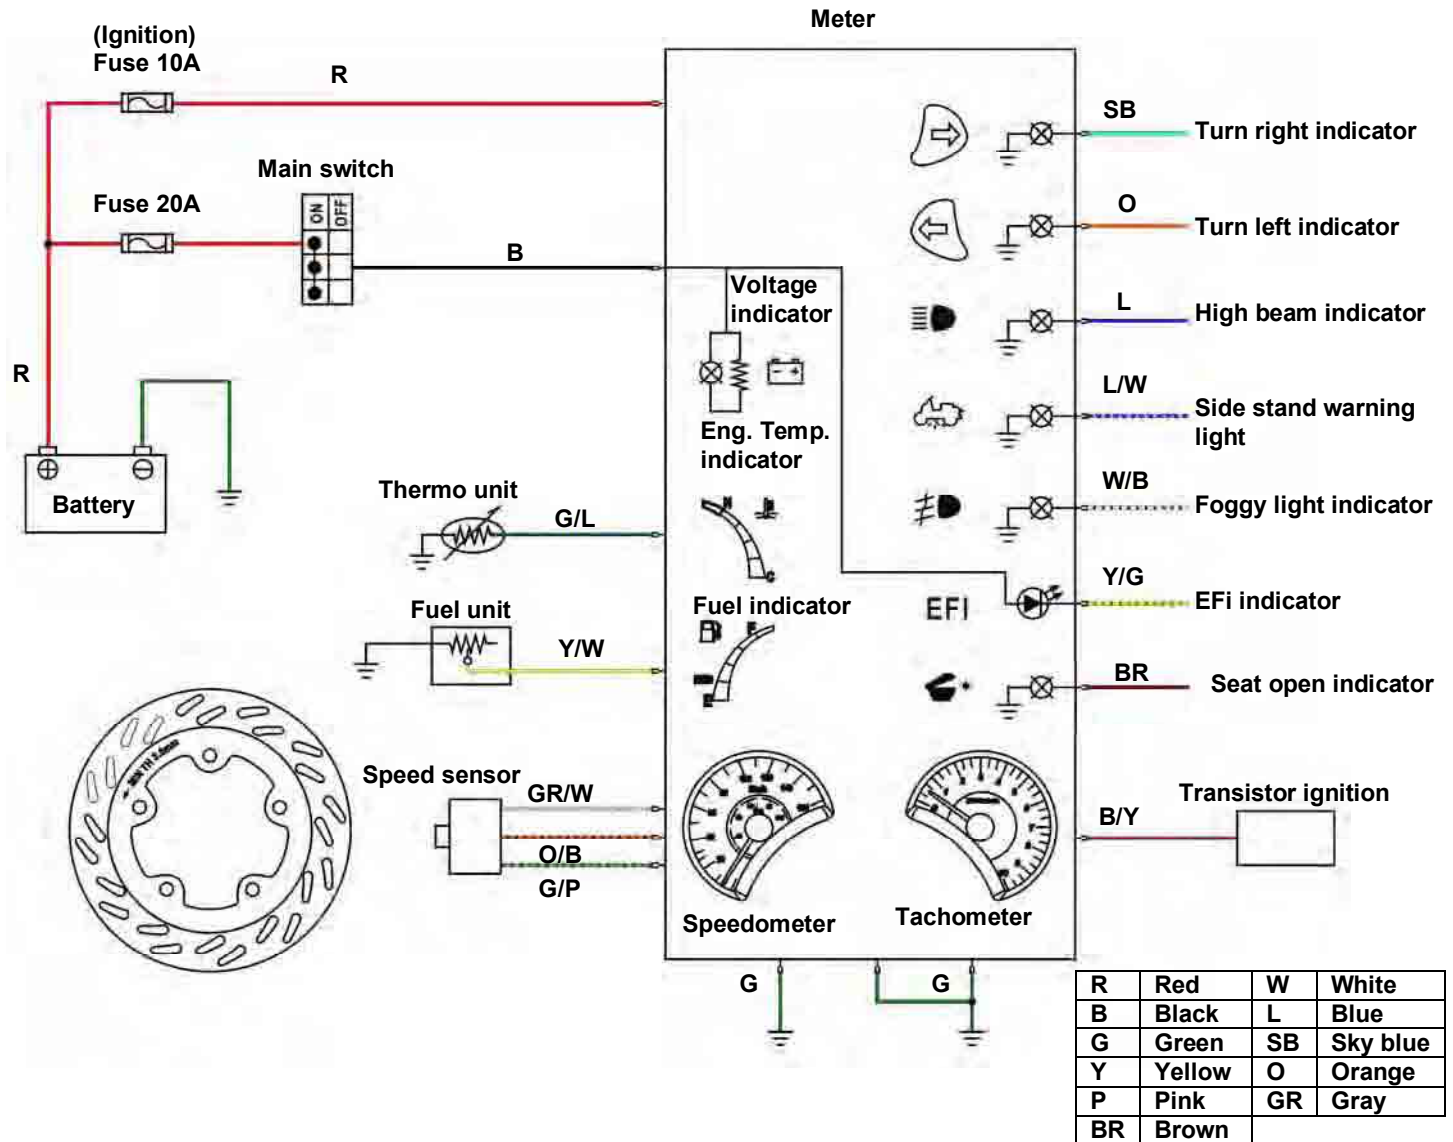 Meter
(Ignition)
Fuse 10A
R
SB
Turn right indicator
Main switch
Fuse 20A
ON
OFF
O
Turn left indicator
B
Voltage
indicator
L
High beam indicator
R
L/W
Side stand warning
light
Eng. Temp.
indicator
Battery
Thermo unit
G/L
W/B
Foggy light indicator
H
C
Fuel unit
Fuel indicator
Y/G
EFI
EFi indicator
Y/W
F
E
BR
Seat open indicator
Speed sensor
GR/W
O/B
G/P
Transistor ignition
B/Y
Speedometer
Tachometer
G
G
R Red W White
B Black L Blue
G Green SB Sky blue
Y Yellow O Orange
P Pink GR Gray
BR Brown